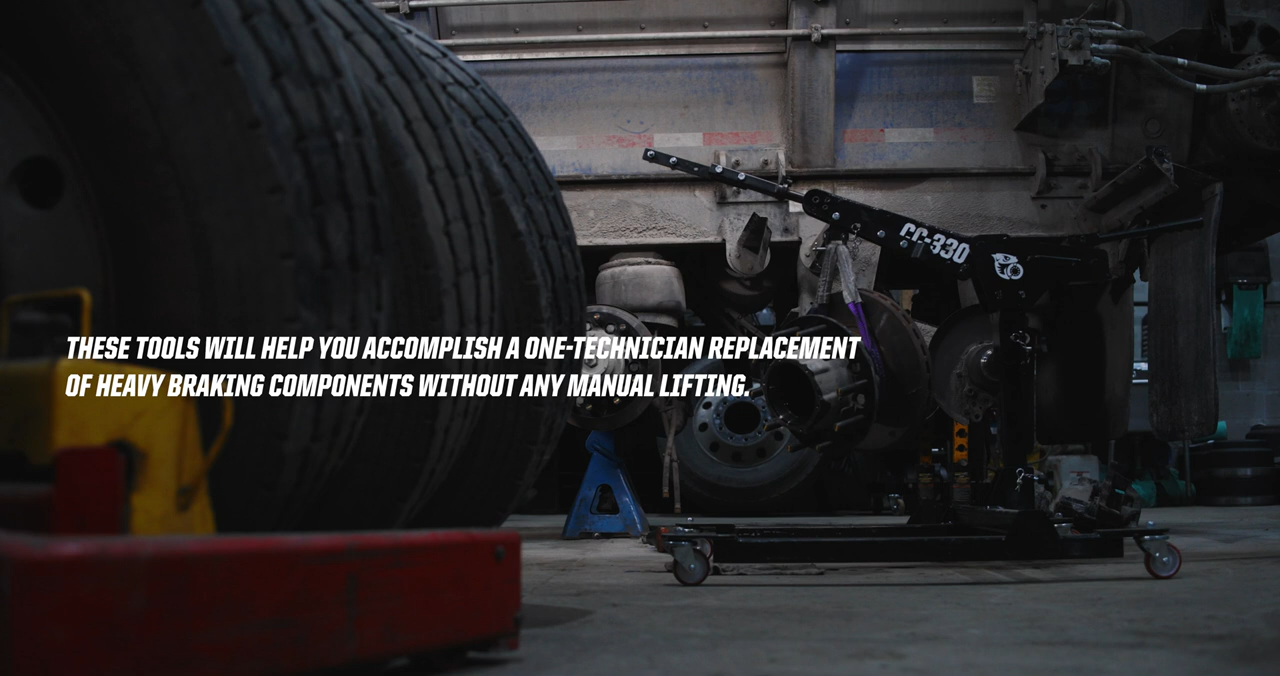 CC-330
THESE TOOLS WILL HELP YOU ACCOMPLISH A ONE-TECHNICIAN REPLACEMENT
OF HEAVY BRAKING COMPONENTS WITHOUT ANY MANUAL LIFTING.